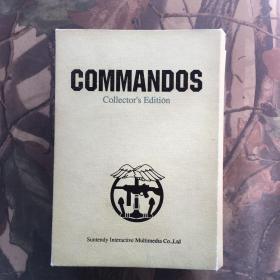 COMMANDOS
Collector's Edition
Suntendy Interactive Multimedia Co.,Ltd